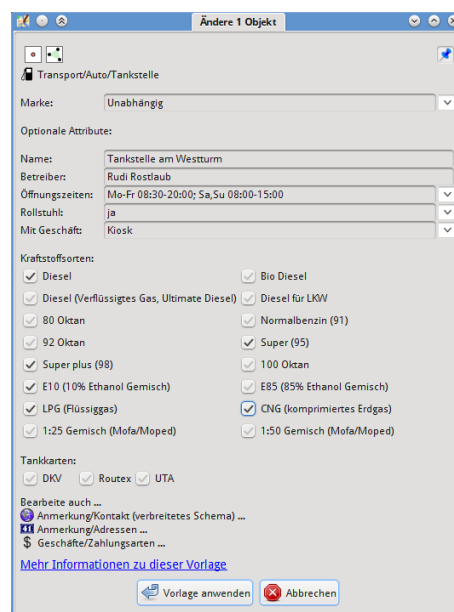 Ändere 1 Objekt
Transport/Auto/Tankstelle
Marke: Unabhängig
Optionale Attribute:
Name: Tankstelle am Westturm
Betreiber: Rudi Rostlaub
Öffnungszeiten: Mo-Fr 08:30-20:00; Sa,Su 08:00-15:00
Rollstuhl: ja
Mit Geschäft: Kiosk
Kraftstoffsorten:
Diesel Bio Diesel
Diesel (Verflüssigtes Gas, Ultimate Diesel) Diesel für LKW
80 Oktan Normalbenzin (91)
92 Oktan Super (95)
Super plus (98) 100 Oktan
E10 (10% Ethanol Gemisch) E85 (85% Ethanol Gemisch)
LPG (Flüssiggas) CNG (komprimiertes Erdgas)
1:25 Gemisch (Mofa/Moped) 1:50 Gemisch (Mofa/Moped)
Tankkarten:
DKV Routex UTA
Bearbeite auch ...
Anmerkung/Kontakt (verbreitetes Schema) ...
41 Anmerkung/Adressen ...
$ Geschäfte/Zahlungsarten ...
Mehr Informationen zu dieser Vorlage
Vorlage anwenden Abbrechen